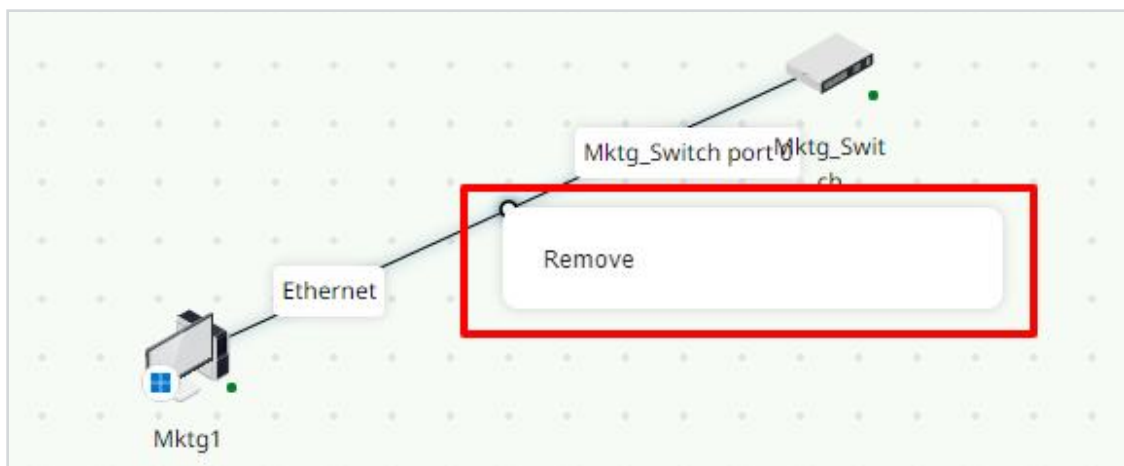 Mktg_Switch port 0
Mktg_Swit
ch
Remove
Ethernet
Mktg1